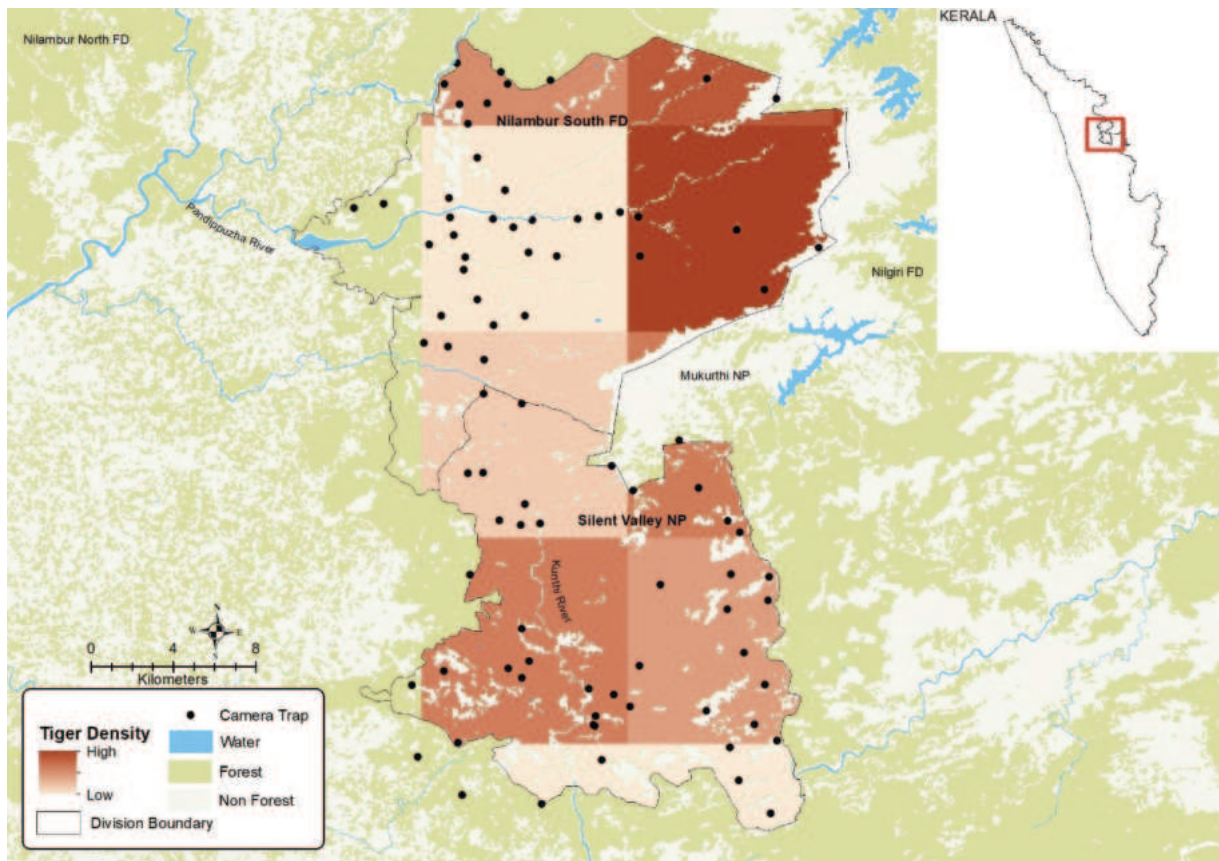 Nilambur North FD
KERALA
Nilambur South FD
Pandippuzha River
Nilgiri FD
Mukurthi NP
Silent Valley NP
Kunthi River
N
W E
S
0 4 8
Kilometers
Tiger Density
High
Low
Division Boundary
Camera Trap
Water
Forest
Non Forest